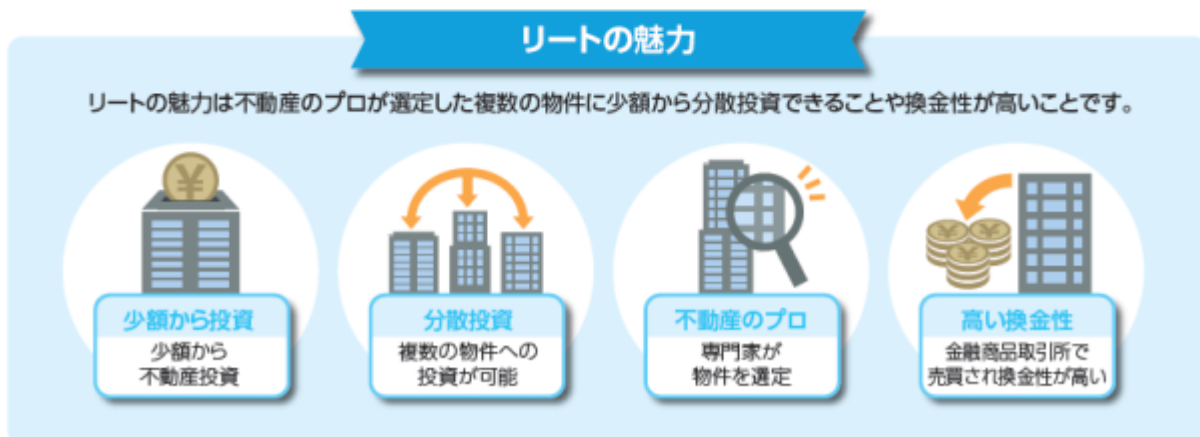 リートの魅力
リートの魅力は不動産のプロが選定した複数の物件に少額から分散投資できることや換金性が高いことです。
¥
少額から投資
少額から
不動産投資
分散投資
複数の物件への
投資が可能
不動産のプロ
専門家が
物件を選定
¥ ¥
¥
高い換金性
金融商品取引所で
売買され換金性が高い